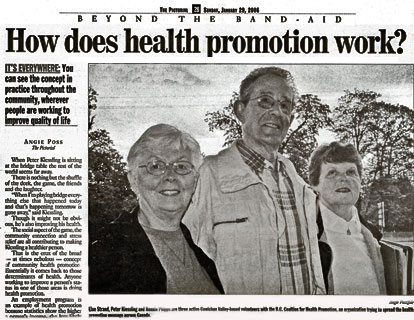 THE PICTORIAL 25 SUNDAY, JANUARY 29, 2006
BEYOND THE BAND-AID
How does health promotion work?
IT'S EVERYWHERE: You
can see the concept in
practice throughout the
community, wherever
people are working to
improve quality of life
ANGIE POSS
The Pictorial
When Peter Kiessling is sitting
at the bridge table the rest of the
world seems far away.
There is nothing but the shuffle
of the deck, the game, the friends
and the laughter.
"When I'm playing bridge every-
thing else that happened today
and that's happening tomorrow is
gone away," said Kiessling.
Though it might not be obvi-
ous, he's also improving his health.
The social aspect of the game, the
community connection and stress
relief are all contributing to making
Kiessling a healthier person.
That is the crux of the broad
— at times nebulous — concept
of community health promotion.
Essentially it comes back to those
determinants of health. Anyone
working to improve a person's sta-
tus in one of those areas is doing
health promotion.
An employment program is
an example of health promotion
because statistics show the higher
Strand, Peter Kiessling and are three active Cowichan Valley-based volunteers with the B.C. Coalition for Health Promotion, an organization trying to spread the health
promotion message across Canada.